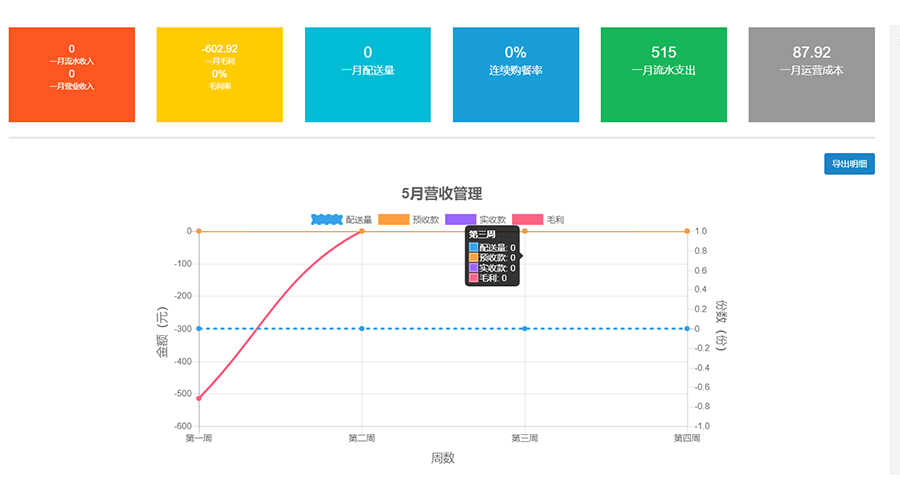 0
一月流水收入
0
一月营业收入
-602.92
一月毛利
0%
毛利率
0
一月配送量
0%
连续购餐率
515
一月流水支出
87.92
一月运营成本
导出明细
5月营收管理
配送量 预收款 实收款 毛利
第三周
配送量: 0
预收款: 0
实收款: 0
毛利: 0
金额（元）
0
-100
-200
-300
-400
-500
-600
1.0
0.8
0.6
0.4
0.2
0
-0.2
-0.4
-0.6
-0.8
-1.0
份数（份）
第一周 第二周 第三周 第四周
周数